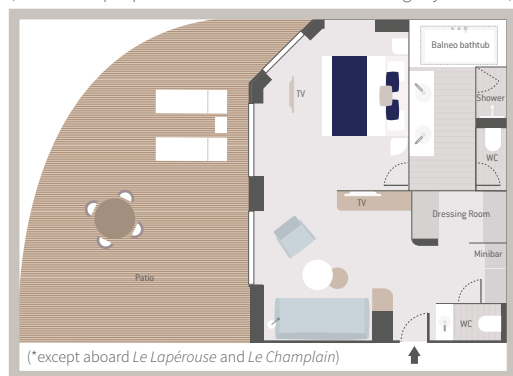 Balneo bathtub
TV
Shower
WC
TV
Dressing Room
Minibar
Patio
WC
(*except aboard Le Lapérouse and Le Champlain)